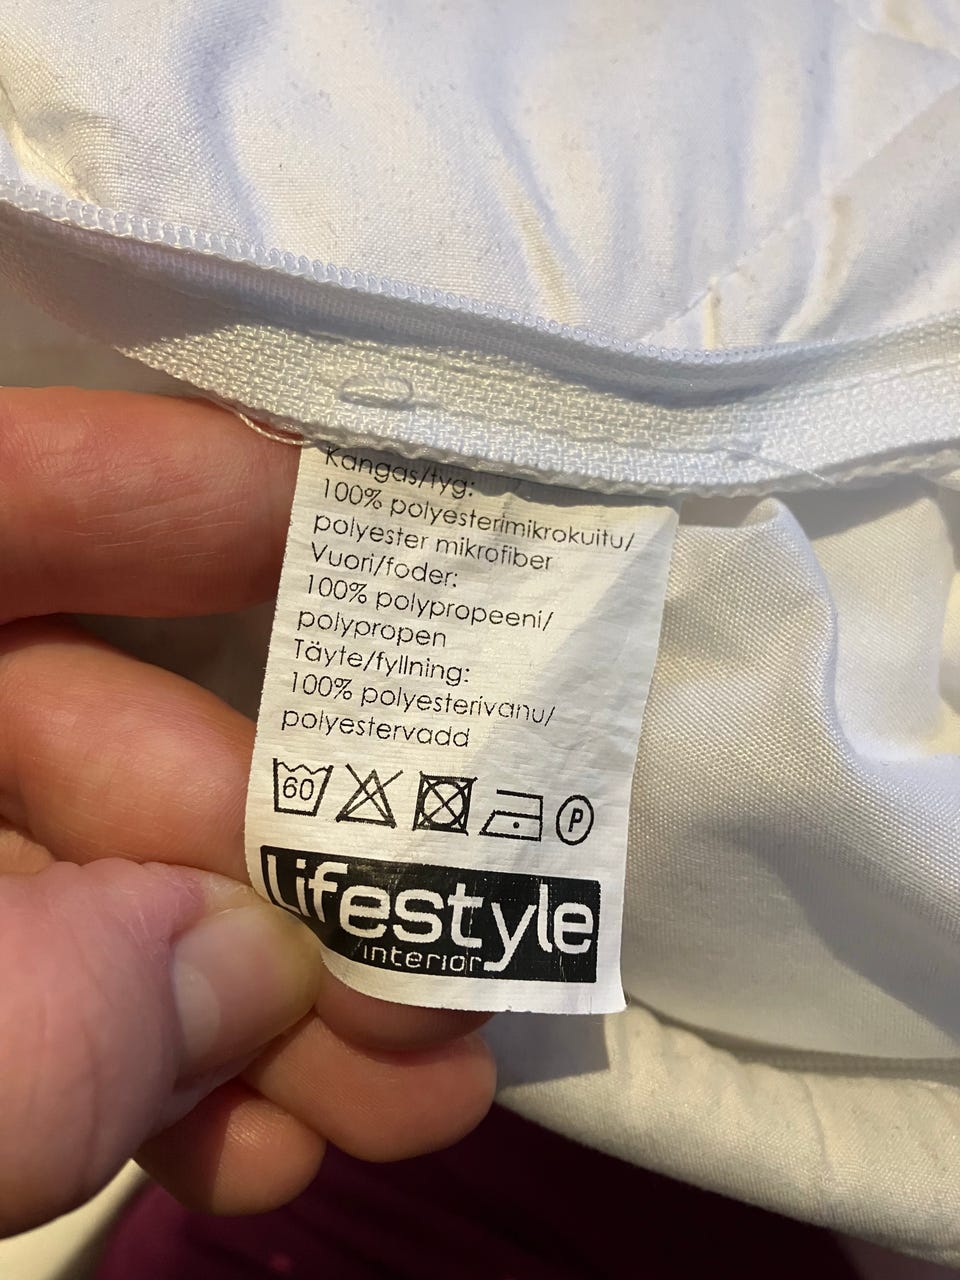 Kangas/tyg:
100% polyesterimikrokuitu/
polyester mikrofiber
Vuori/foder:
100% polypropeeni/
polypropen
Täyte/fyllning:
100% polyesterivanu/
polyestervadd
60 P
Lifestyle
interior